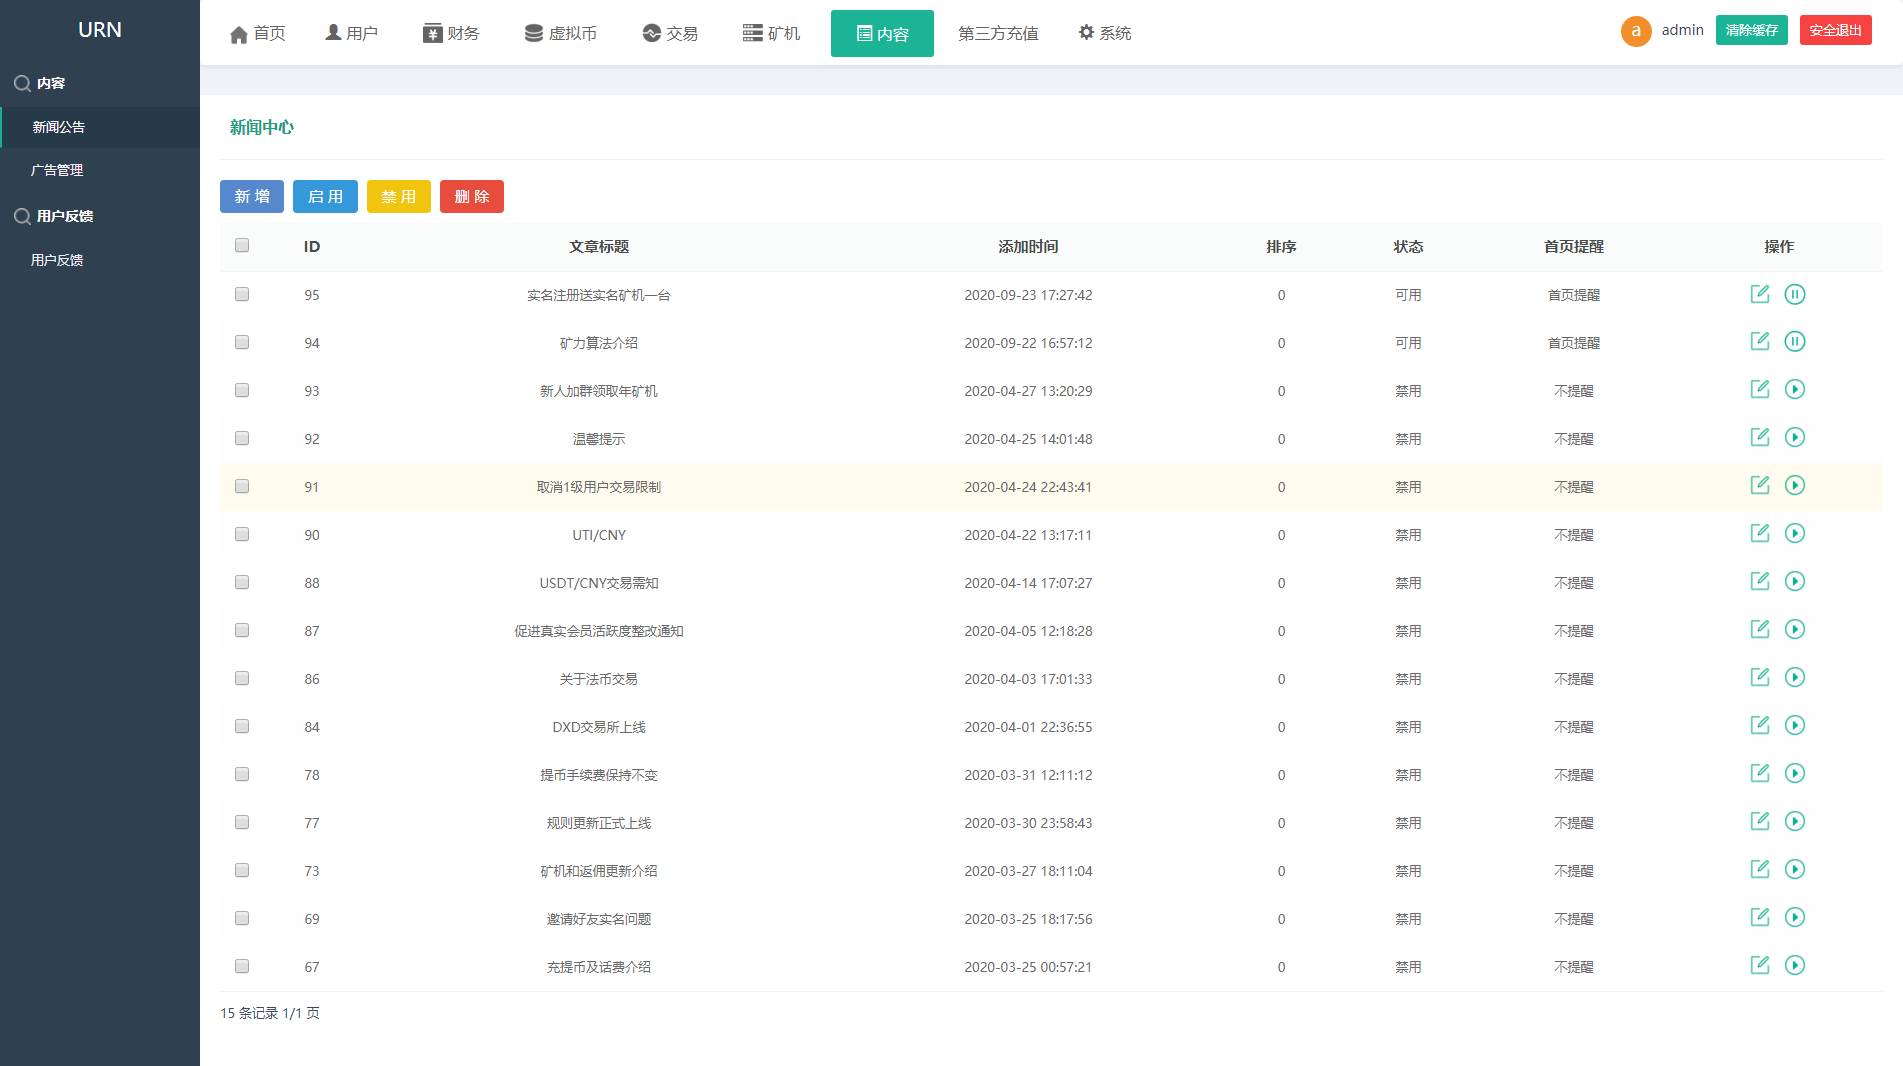 URN
首页 用户 财务 虚拟币 交易 矿机 内容 第三方充值 系统
a admin 清除缓存 安全退出
内容
新闻公告
广告管理
用户反馈
用户反馈
新闻中心
新 增 启 用 禁 用 删 除
ID 文章标题 添加时间 排序 状态 首页提醒 操作
95 实名注册送实名矿机一台 2020-09-23 17:27:42 0 可用 首页提醒
94 矿力算法介绍 2020-09-22 16:57:12 0 可用 首页提醒
93 新人加群领取年矿机 2020-04-27 13:20:29 0 禁用 不提醒
92 温馨提示 2020-04-25 14:01:48 0 禁用 不提醒
91 取消1级用户交易限制 2020-04-24 22:43:41 0 禁用 不提醒
90 UTI/CNY 2020-04-22 13:17:11 0 禁用 不提醒
88 USDT/CNY交易需知 2020-04-14 17:07:27 0 禁用 不提醒
87 促进真实会员活跃度整改通知 2020-04-05 12:18:28 0 禁用 不提醒
86 关于法币交易 2020-04-03 17:01:33 0 禁用 不提醒
84 DXD交易所上线 2020-04-01 22:36:55 0 禁用 不提醒
78 提币手续费保持不变 2020-03-31 12:11:12 0 禁用 不提醒
77 规则更新正式上线 2020-03-30 23:58:43 0 禁用 不提醒
73 矿机和返佣更新介绍 2020-03-27 18:11:04 0 禁用 不提醒
69 邀请好友实名问题 2020-03-25 18:17:56 0 禁用 不提醒
67 充提币及话费介绍 2020-03-25 00:57:21 0 禁用 不提醒
15 条记录 1/1 页